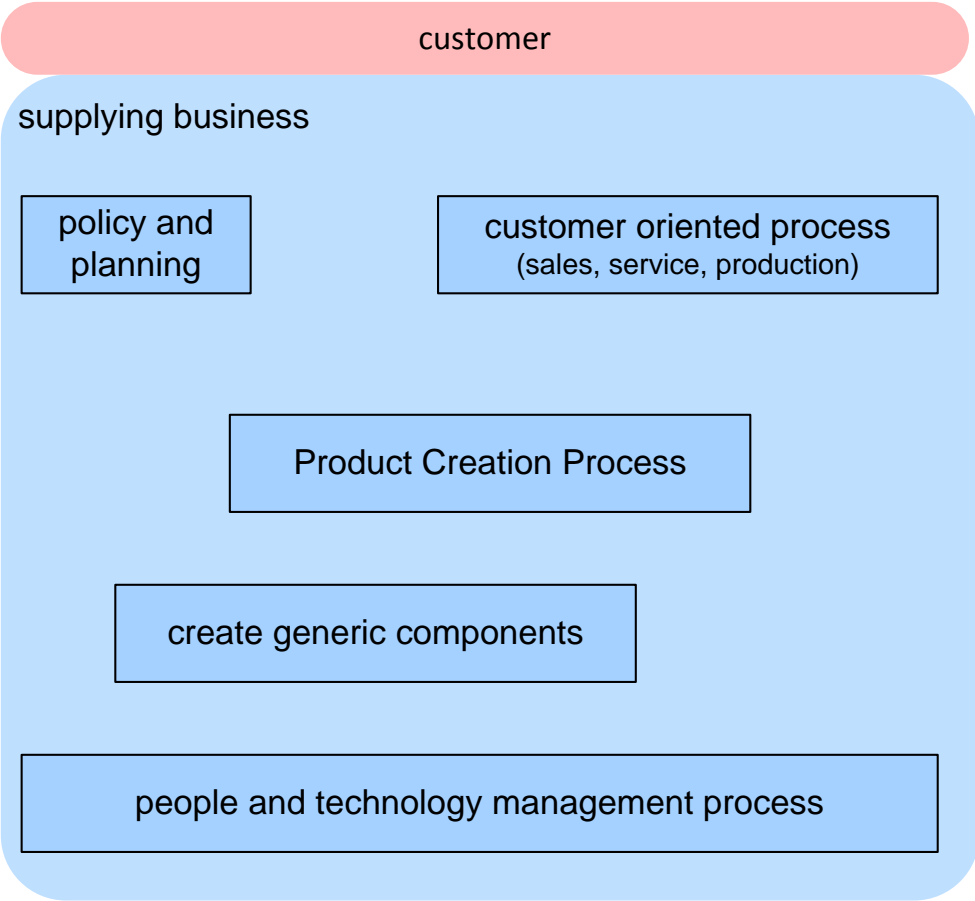 customer
supplying business
policy and
planning
customer oriented process
(sales, service, production)
Product Creation Process
create generic components
people and technology management process